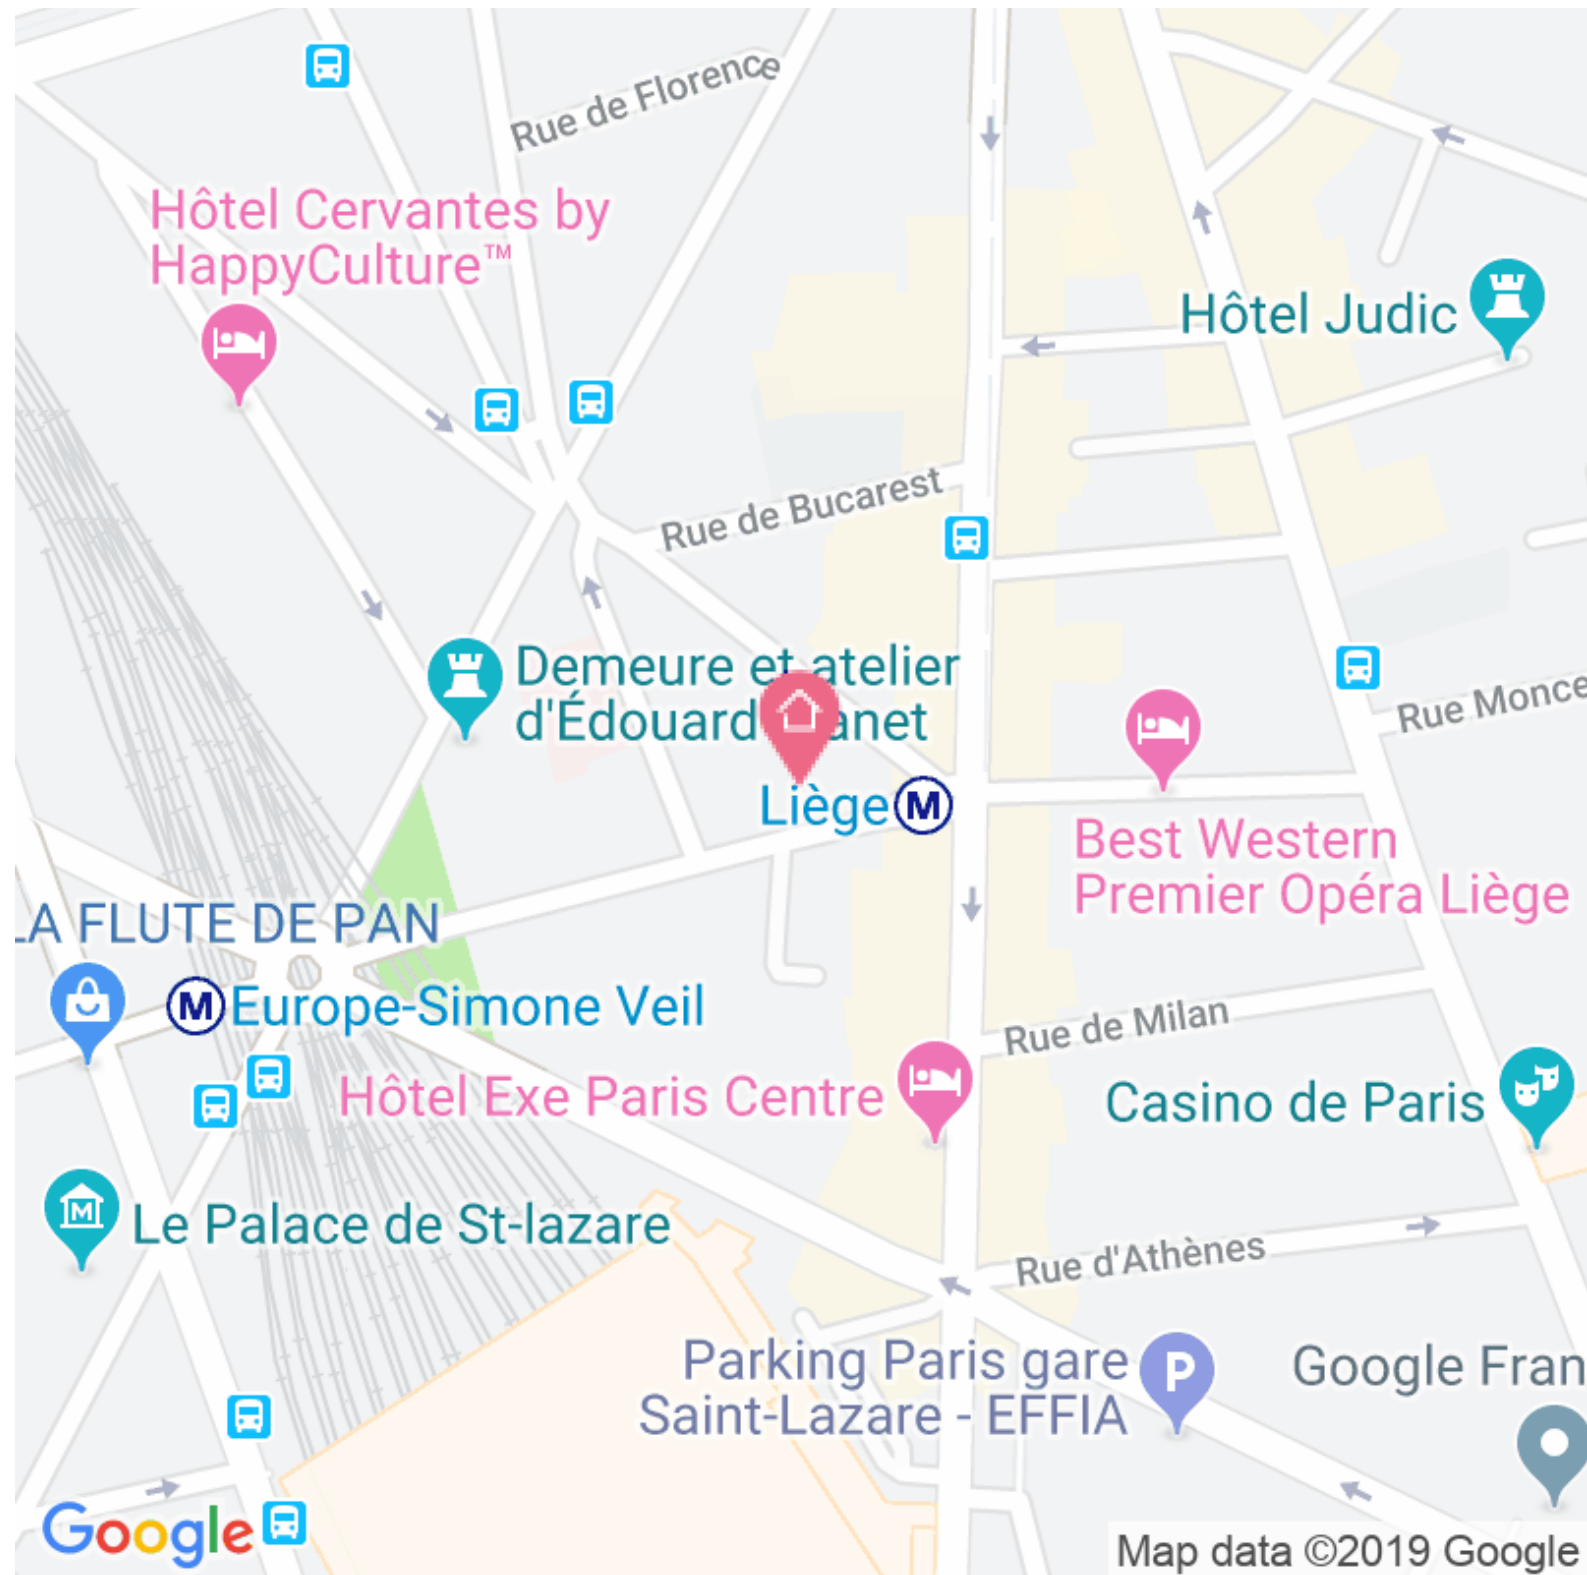 Rue de Florence
Hôtel Cervantes by
HappyCulture™
Hôtel Judic
Rue de Bucarest
Demeure et atelier
d'Édouard anet
Rue Monce
Liège M
Best Western
Premier Opéra Liège
LA FLUTE DE PAN
M Europe-Simone Veil
Rue de Milan
Hôtel Exe Paris Centre
Casino de Paris
M
Le Palace de St-lazare
Rue d'Athènes
Parking Paris gare
Saint-Lazare - EFFIA
P
Google Fran
Google
Map data ©2019 Google